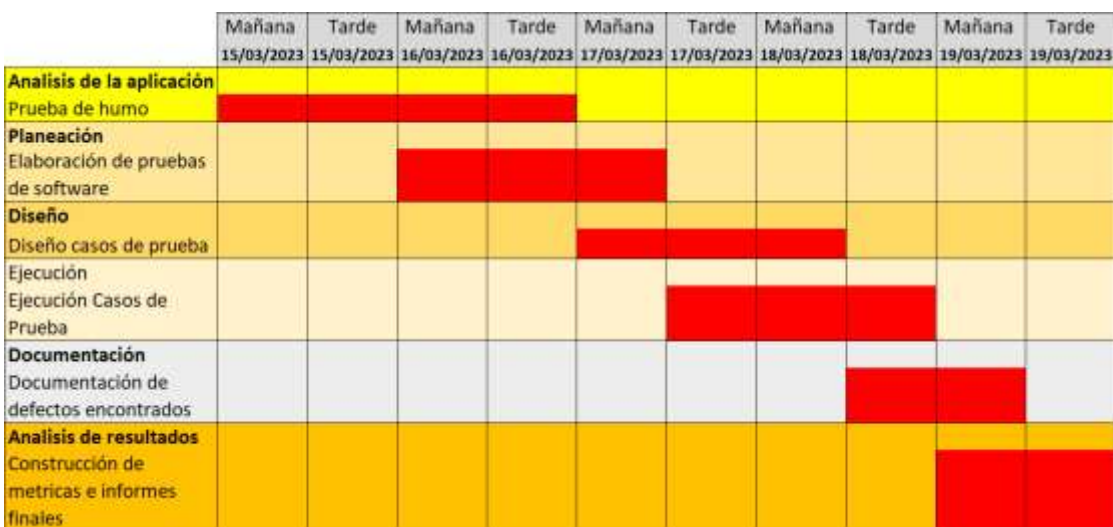 Mañana Tarde Mañana Tarde Mañana Tarde Mañana Tarde Mañana Tarde
15/03/2023 15/03/2023 16/03/2023 16/03/2023 17/03/2023 17/03/2023 18/03/2023 18/03/2023 19/03/2023 19/03/2023
Analisis de la aplicación
Prueba de humo
Planeación
Elaboración de pruebas
de software
Diseño
Diseño casos de prueba
Ejecución
Ejecución Casos de
Prueba
Documentación
Documentación de
defectos encontrados
Analisis de resultados
Construcción de
metricas e informes
finales